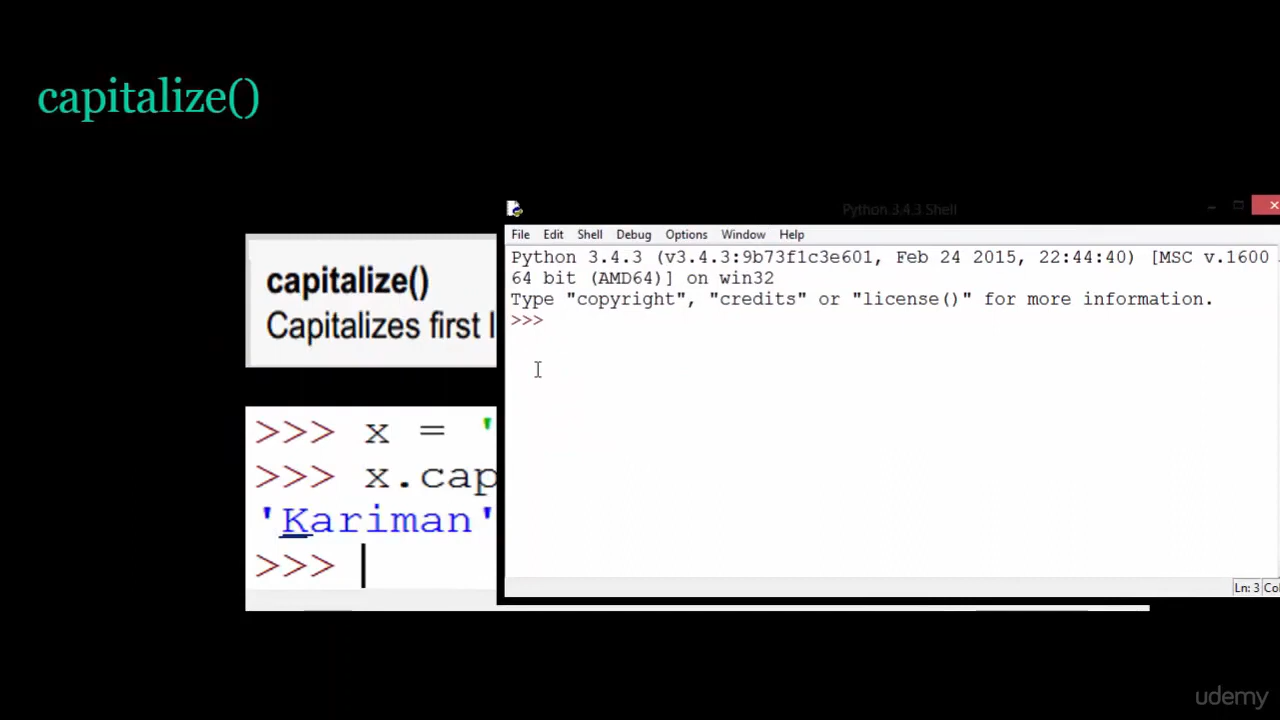 capitalize()
capitalize()
Capitalizes first l
>>> x = '
>>> x.cap
'Kariman'
>>>
Python 3.4.3 Shell
File Edit Shell Debug Options Window Help
Python 3.4.3 (v3.4.3:9b73f1c3e601, Feb 24 2015, 22:44:40) [MSC v.1600
64 bit (AMD64)] on win32
Type "copyright", "credits" or "license()" for more information.
>>>
Ln: 3 Co
udemy